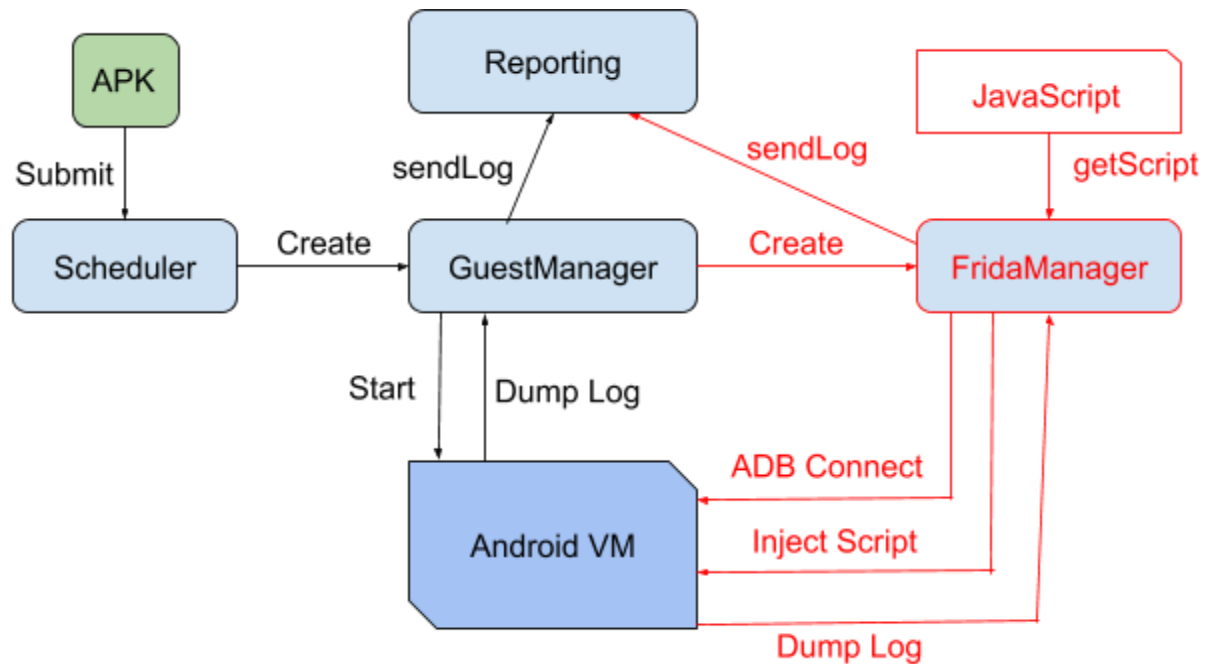 Reporting
APK
JavaScript
sendLog
sendLog
getScript
Submit
Create
Create
Scheduler
GuestManager
FridaManager
Start
Dump Log
ADB Connect
Inject Script
Android VM
Dump Log